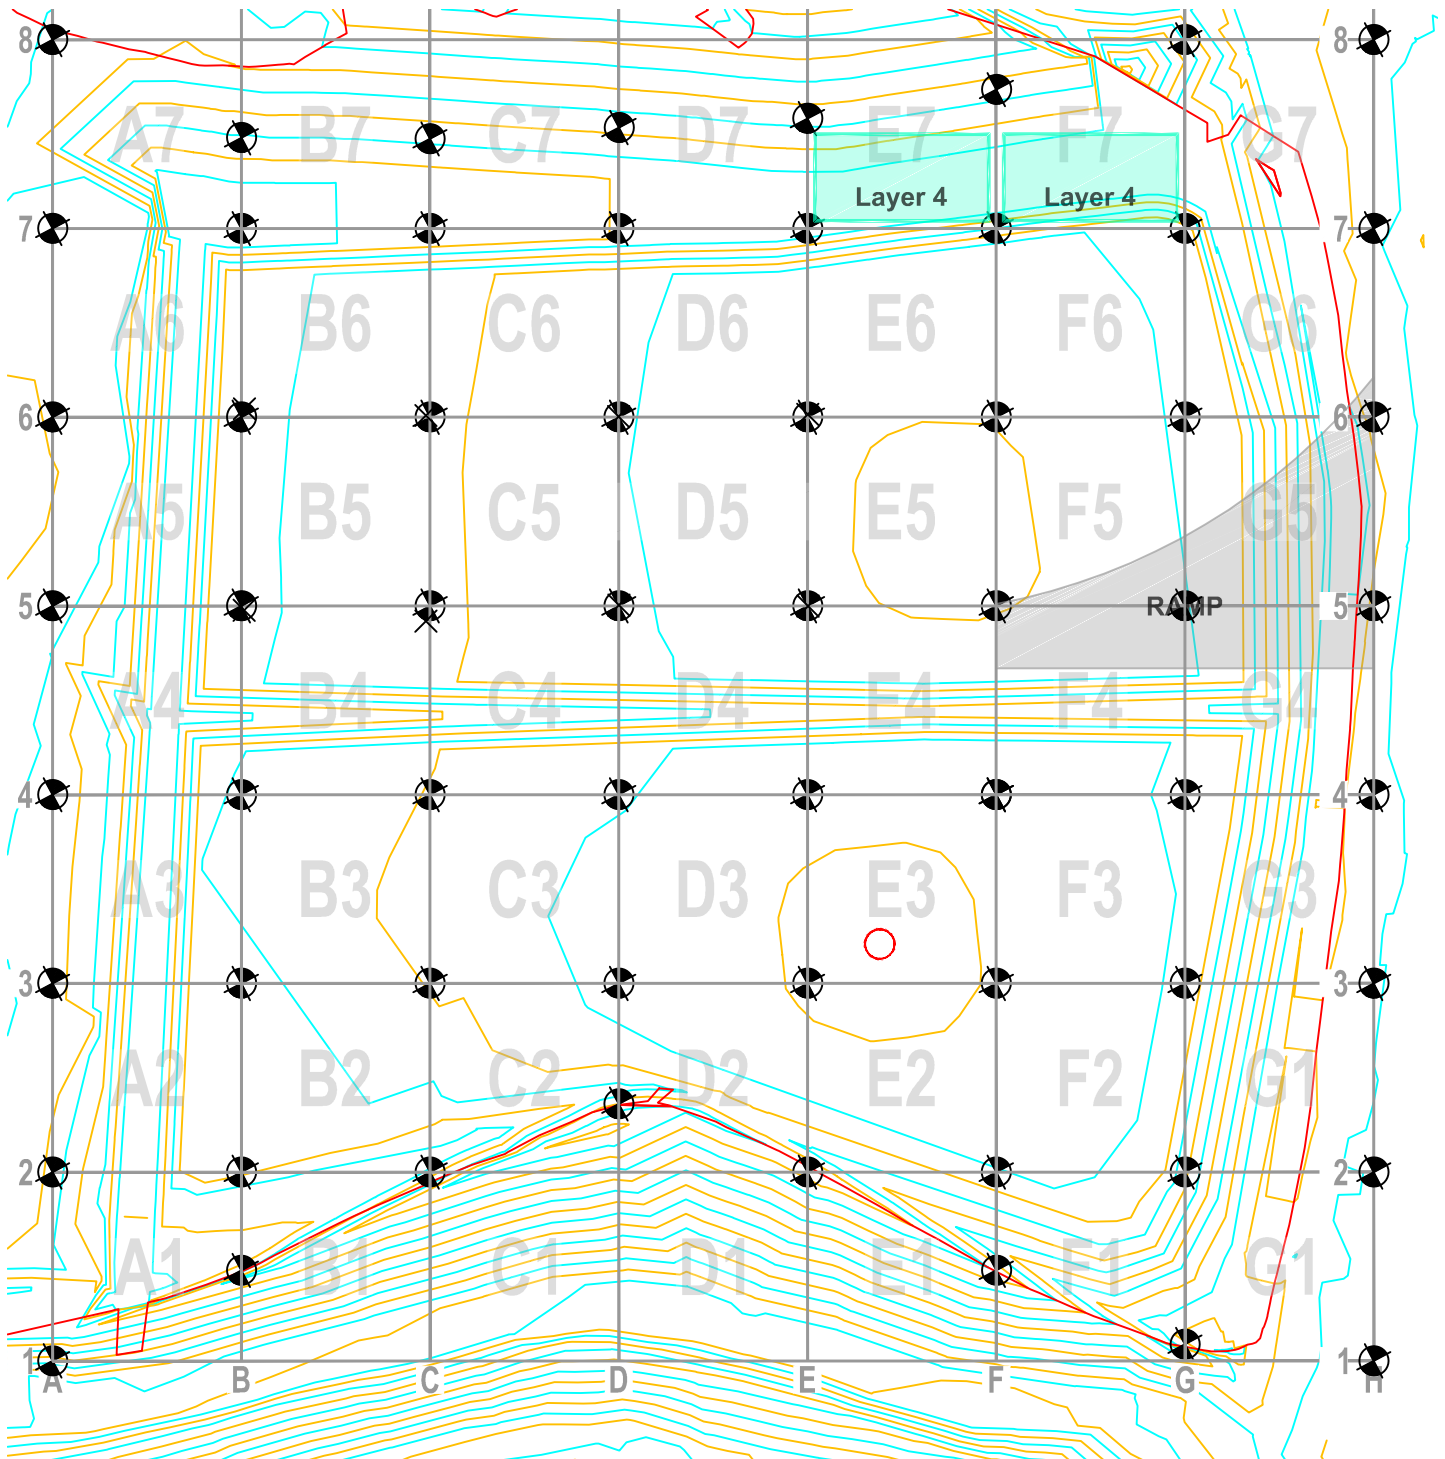 8 8
A7 B7 C7 D7 E7 F7 G7
Layer 4 Layer 4
7 7
A6 B6 C6 D6 E6 F6 G6
6 6
A5 B5 C5 D5 E5 F5 G5
5 RAMP 5
A4 B4 C4 D4 E4 F4 G4
4 4
A3 B3 C3 D3 E3 F3 G3
3 3
A2 B2 C2 D2 E2 F2 G1
2 2
A1 B1 C1 D1 E1 F1 G1
1 1
A B C D E F G H